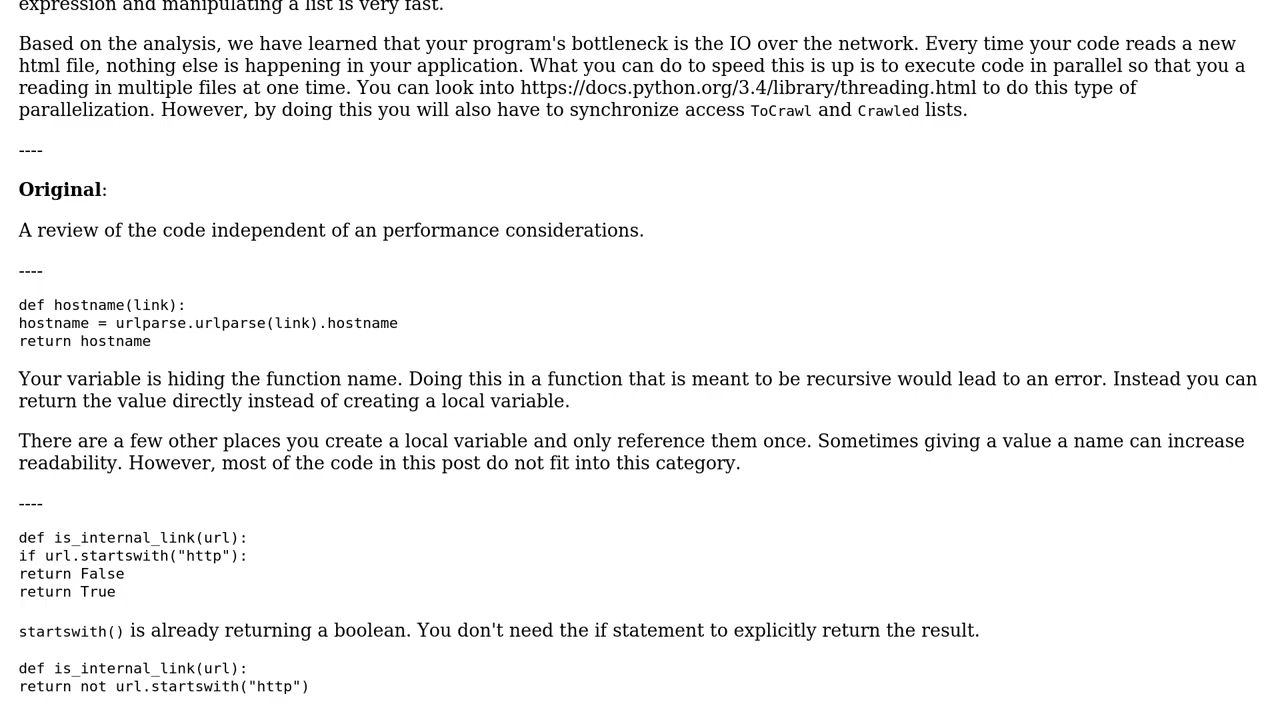 expression and manipulating a list is very fast.
Based on the analysis, we have learned that your program's bottleneck is the IO over the network. Every time your code reads a new
html file, nothing else is happening in your application. What you can do to speed this is up is to execute code in parallel so that you a
reading in multiple files at one time. You can look into https://docs.python.org/3.4/library/threading.html to do this type of
parallelization. However, by doing this you will also have to synchronize access ToCrawl and Crawled lists.
----
Original:
A review of the code independent of an performance considerations.
----
def hostname(link):
hostname = urlparse.urlparse(link).hostname
return hostname
Your variable is hiding the function name. Doing this in a function that is meant to be recursive would lead to an error. Instead you can
return the value directly instead of creating a local variable.
There are a few other places you create a local variable and only reference them once. Sometimes giving a value a name can increase
readability. However, most of the code in this post do not fit into this category.
----
def is_internal_link(url):
if url.startswith("http"):
return False
return True
startswith() is already returning a boolean. You don't need the if statement to explicitly return the result.
def is_internal_link(url):
return not url.startswith("http")